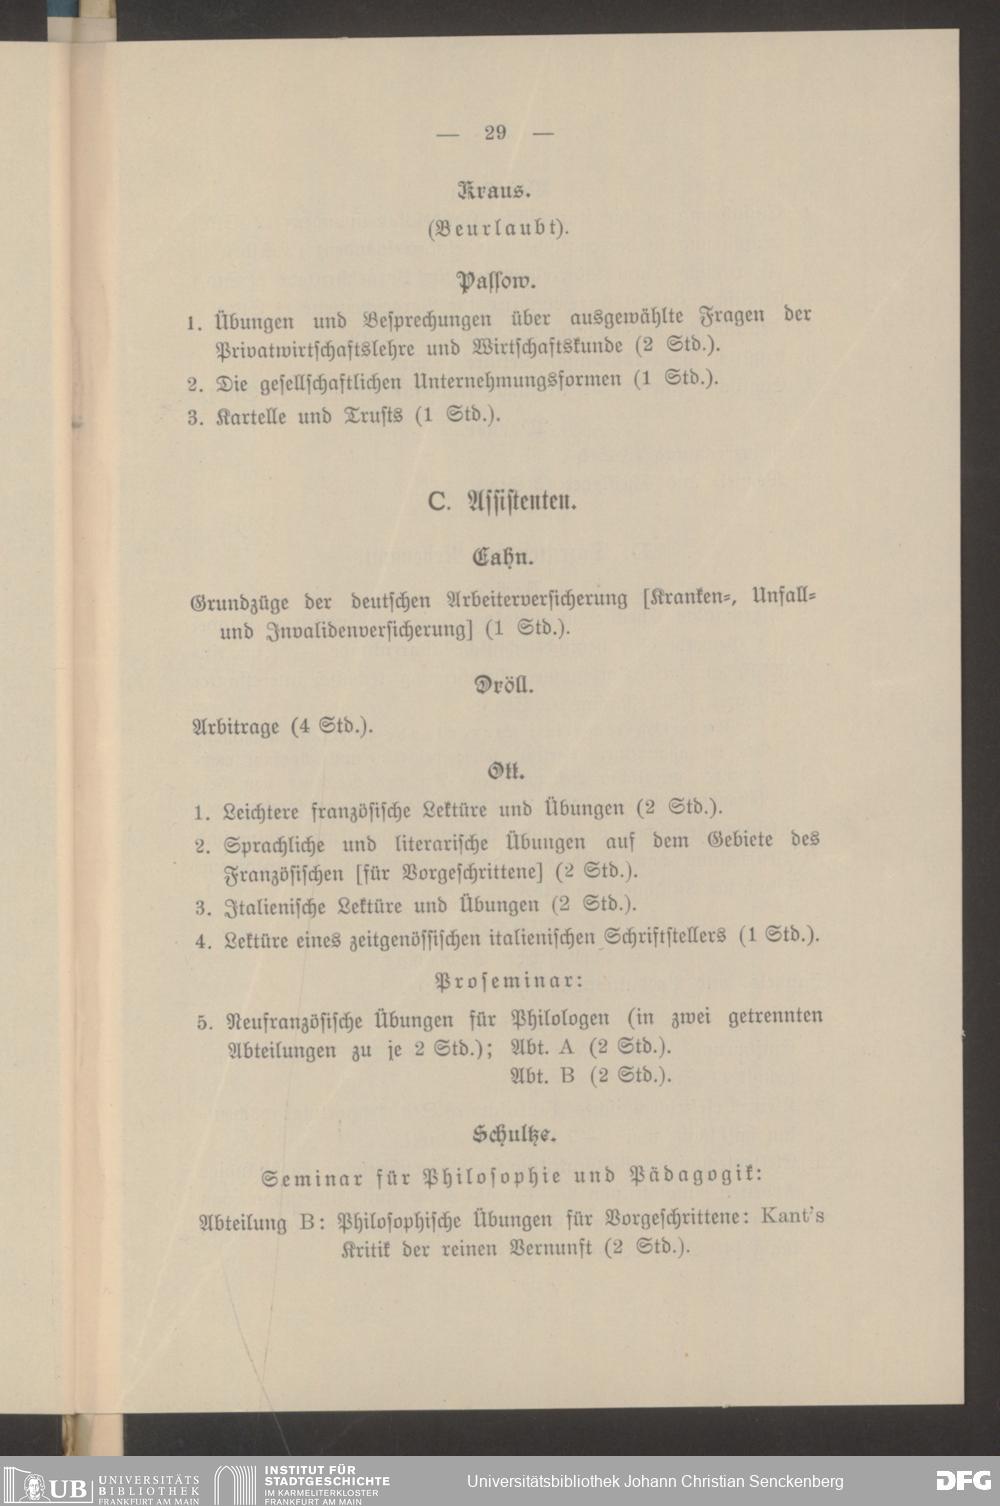 — 29 —
Kraus.
(Beurlaubt).
Passow.
1. Übungen und Besprechungen über ausgewählte Fragen der
Privatwirtschaftslehre und Wirtschaftskunde (2 Std.).
2. Die gesellschaftlichen Unternehmungsformen (1 Std.).
3. Kartelle und Trusts (1 Std.).
C. Assistenten.
Cahn.
Grundzüge der deutschen Arbeiterversicherung [Kranken-, Unfall-
und Invalidenversicherung] (1 Std.).
Dröll.
Arbitrage (4 Std.).
Ott.
1. Leichtere französische Lektüre und Übungen (2 Std.).
2. Sprachliche und literarische Übungen auf dem Gebiete des
Französischen [für Vorgeschrittene] (2 Std.).
3. Italienische Lektüre und Übungen (2 Std.).
4. Lektüre eines zeitgenössischen italienischen Schriftstellers (1 Std.).
Proseminar:
5. Neufranzösische Übungen für Philologen (in zwei getrennten
Abteilungen zu je 2 Std.); Abt. A (2 Std.).
Abt. B (2 Std.).
Schultze.
Seminar für Philosophie und Pädagogik:
Abteilung B: Philosophische Übungen für Vorgeschrittene: Kant's
Kritik der reinen Vernunft (2 Std.).
UB UNIVERSITÄTS
BIBLIOTHEK
FRANKFURT AM MAIN
INSTITUT FÜR
STADTGESCHICHTE
IM KARMELITERKLOSTER
FRANKFURT AM MAIN
Universitätsbibliothek Johann Christian Senckenberg
DFG